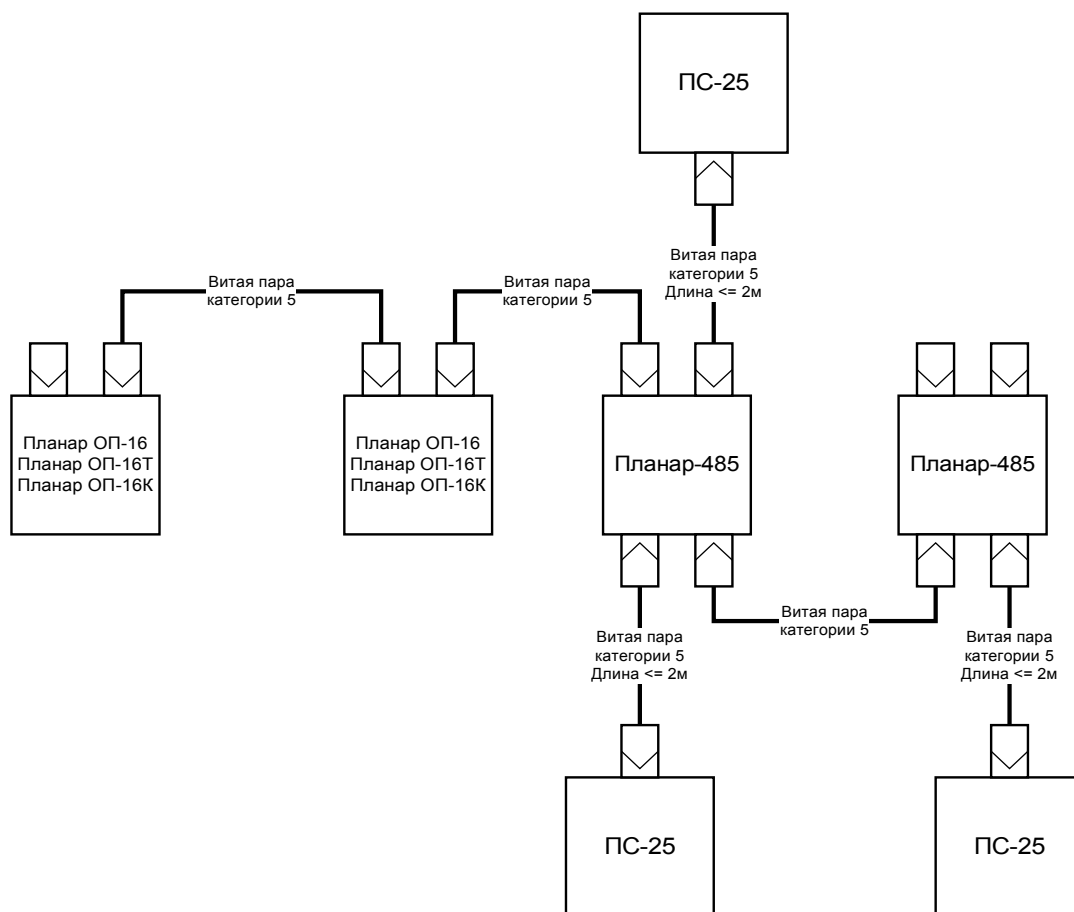 ПС-25
Витая пара
категории 5
Длина <= 2м
Витая пара
категории 5
Витая пара
категории 5
Планар ОП-16
Планар ОП-16Т
Планар ОП-16К
Планар ОП-16
Планар ОП-16Т
Планар ОП-16К
Планар-485
Планар-485
Витая пара
категории 5
Витая пара
категории 5
Длина <= 2м
Витая пара
категории 5
Длина <= 2м
ПС-25
ПС-25